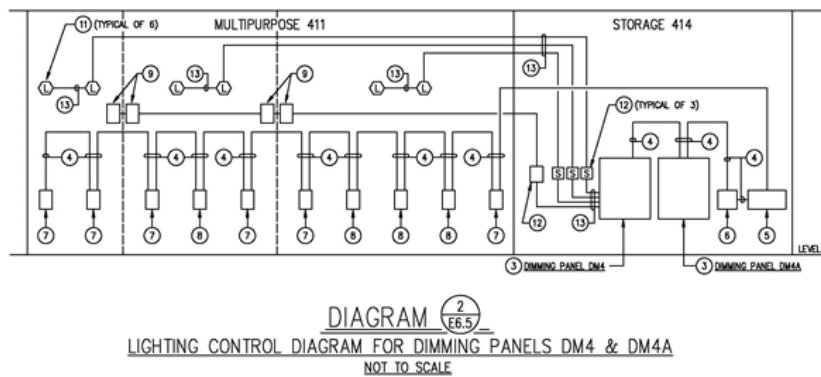 11 (TYPICAL OF 6)
MULTIPURPOSE 411
STORAGE 414
13
9
13
9
13
13
L L
L L
L L
13
12 (TYPICAL OF 3)
S S S
4 4 4 4 4 4 4 4 4
7 7 7 8 7 7 8 8 8 7
12
13
6 5
3 DIMMING PANEL DM4
3 DIMMING PANEL DM4A
LEVEL
DIAGRAM 2
E6.5
LIGHTING CONTROL DIAGRAM FOR DIMMING PANELS DM4 & DM4A
NOT TO SCALE